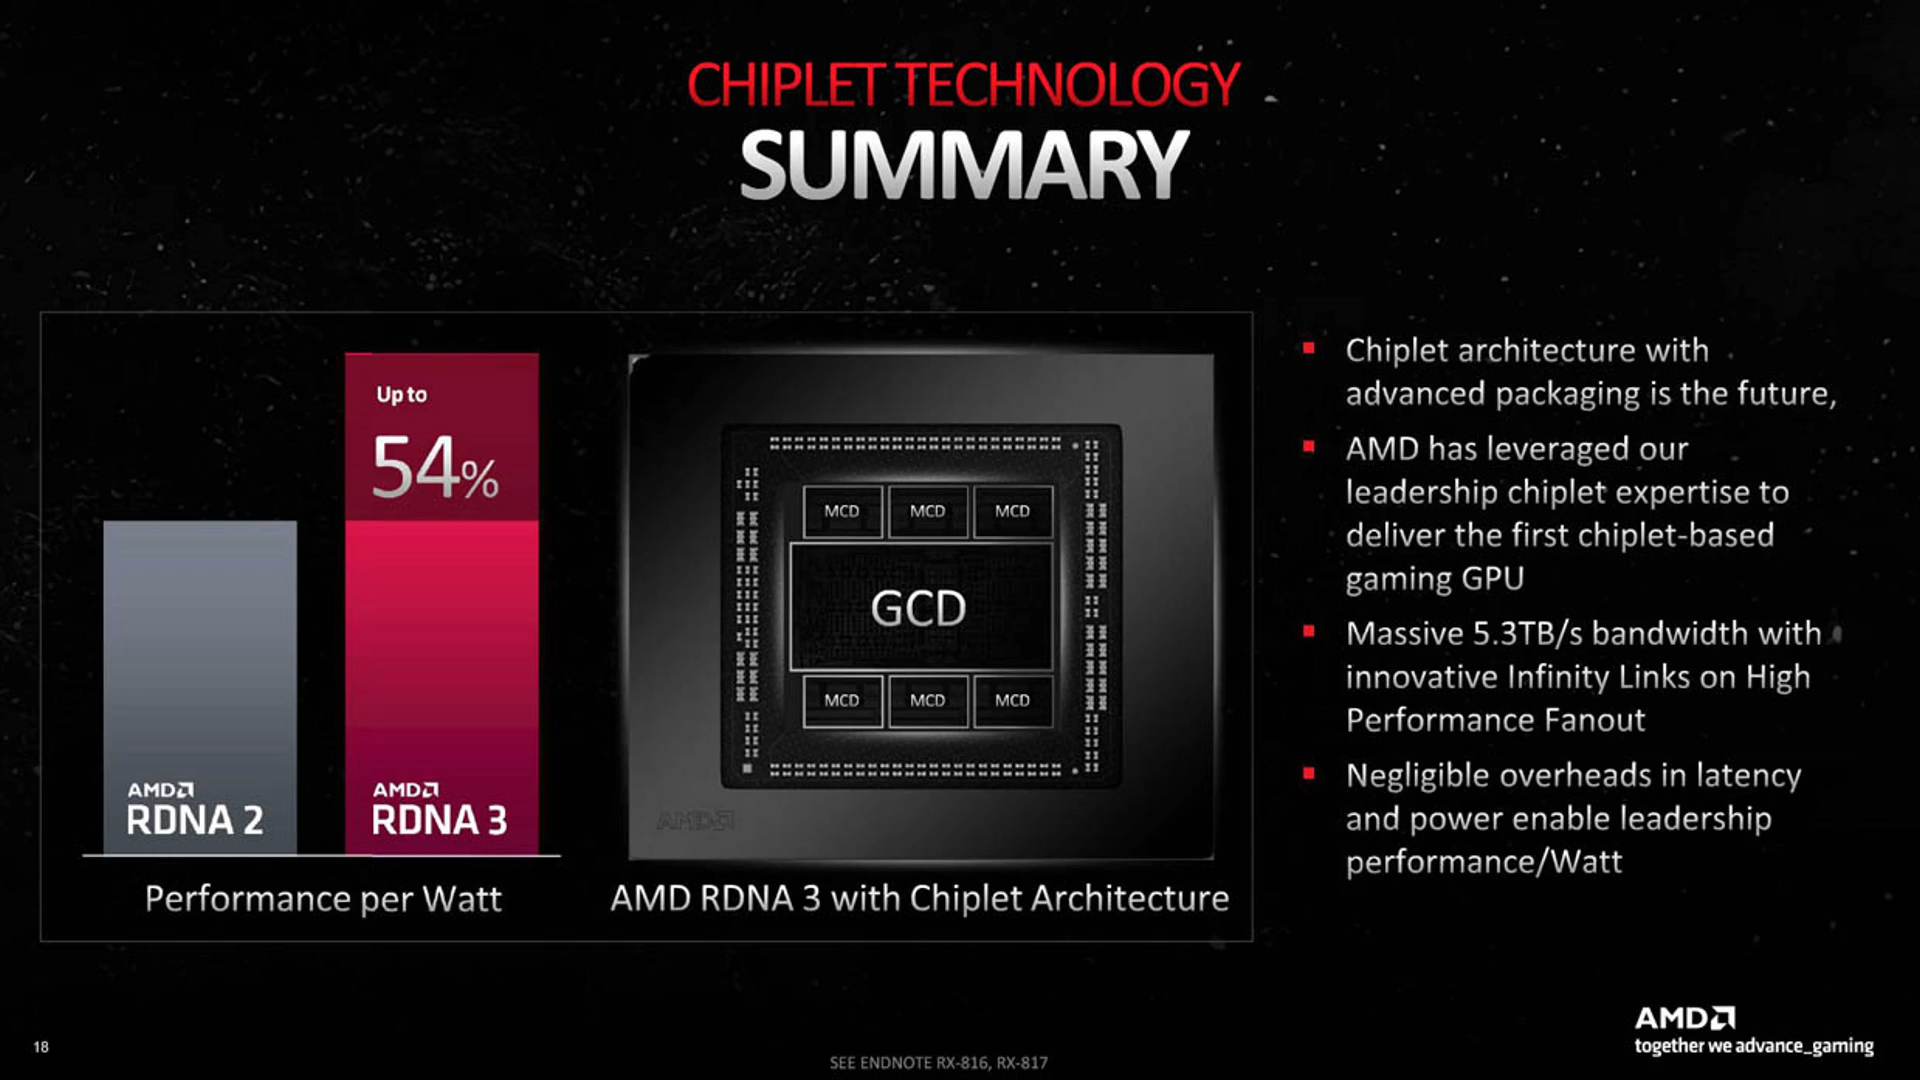 CHIPLET TECHNOLOGY
SUMMARY
Up to
54%
AMD
RDNA 2
AMD
RDNA 3
Performance per Watt
MCD MCD MCD
GCD
MCD MCD MCD
AMD
AMD RDNA 3 with Chiplet Architecture
Chiplet architecture with
advanced packaging is the future,
AMD has leveraged our
leadership chiplet expertise to
deliver the first chiplet-based
gaming GPU
Massive 5.3TB/s bandwidth with
innovative Infinity Links on High
Performance Fanout
Negligible overheads in latency
and power enable leadership
performance/Watt
18
SEE ENDNOTE RX-816, RX-817
AMD
together we advance_gaming